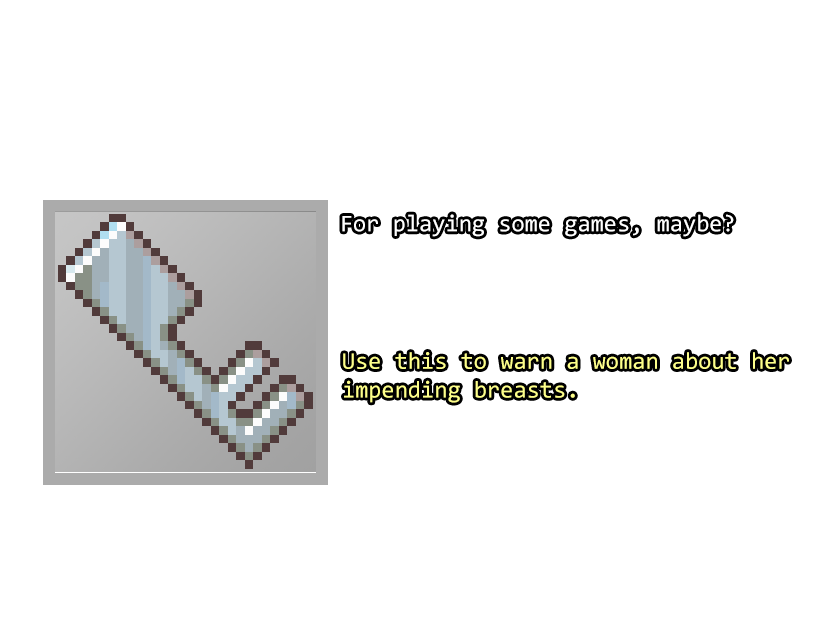 For playing some games, maybe?
Use this to warn a woman about her
impending breasts.